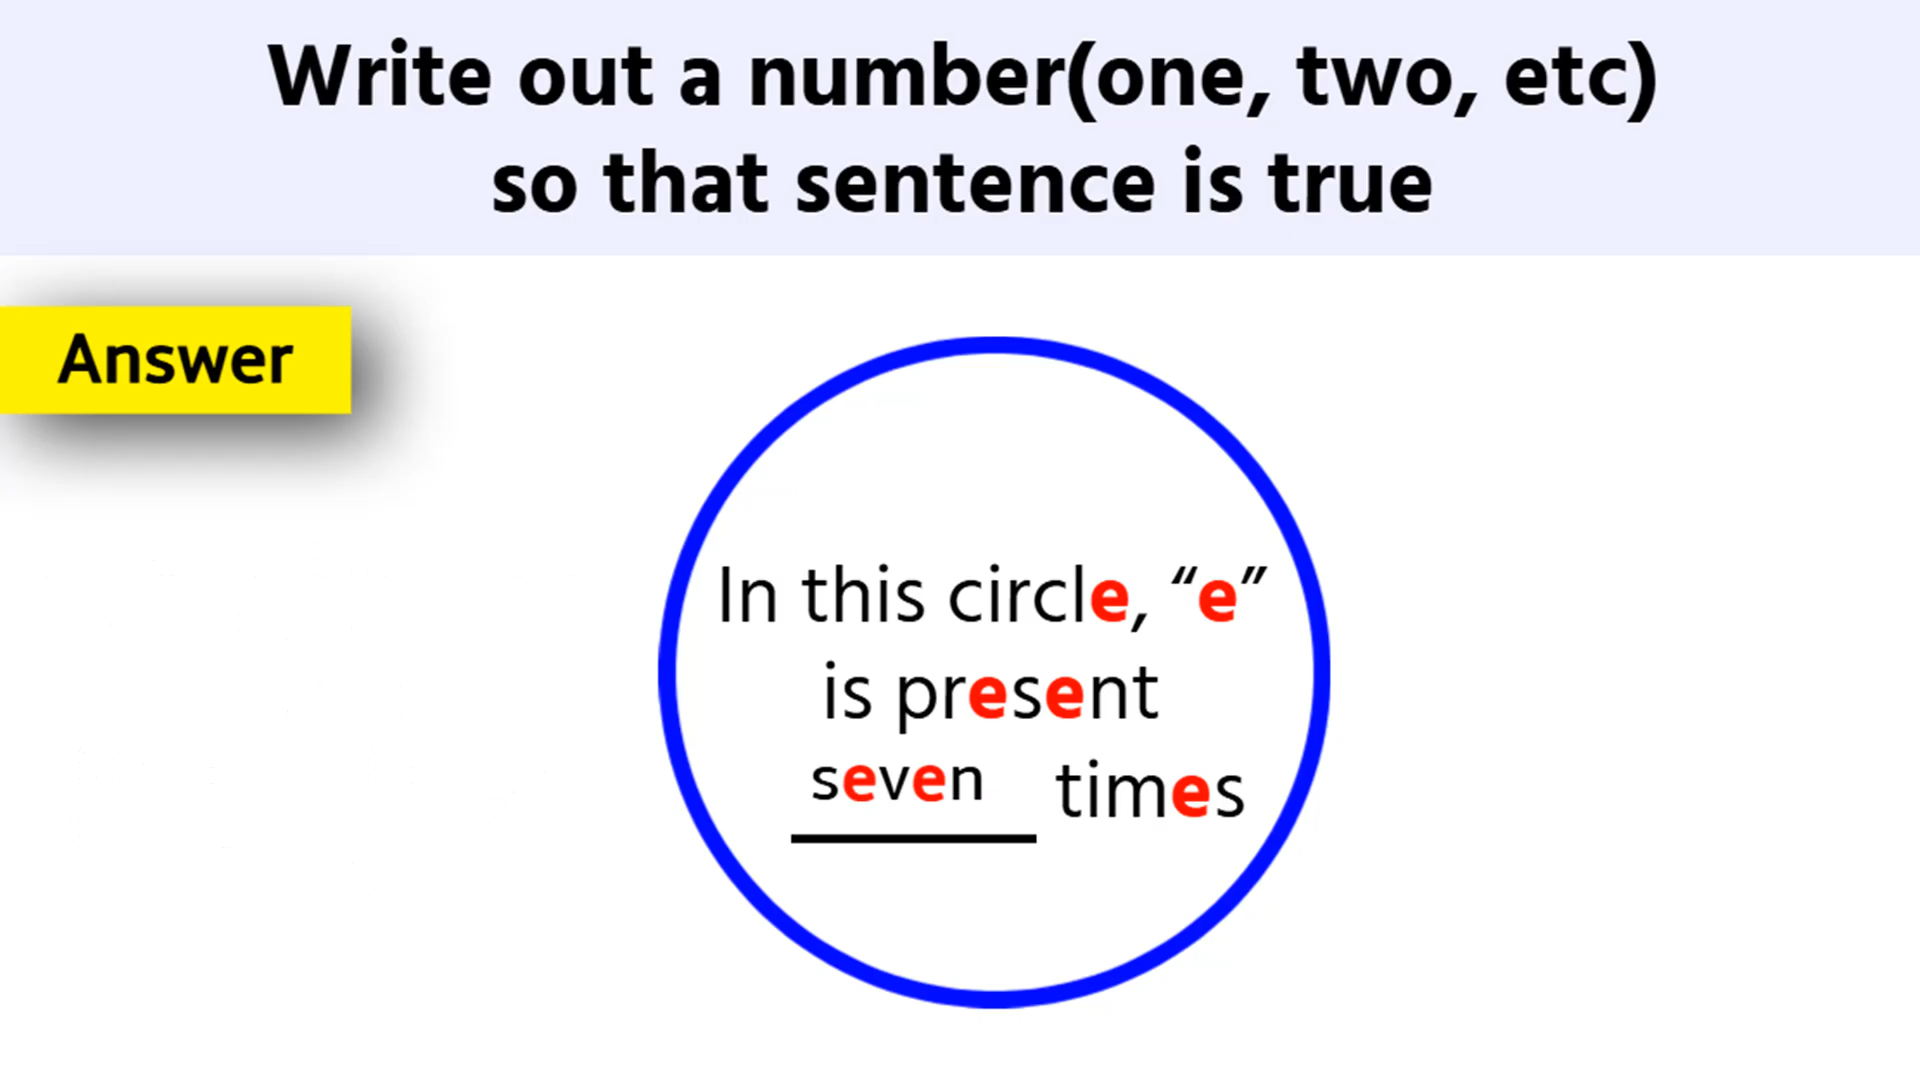 Write out a number(one, two, etc)
so that sentence is true
Answer
In this circle, “e”
is present
seven times